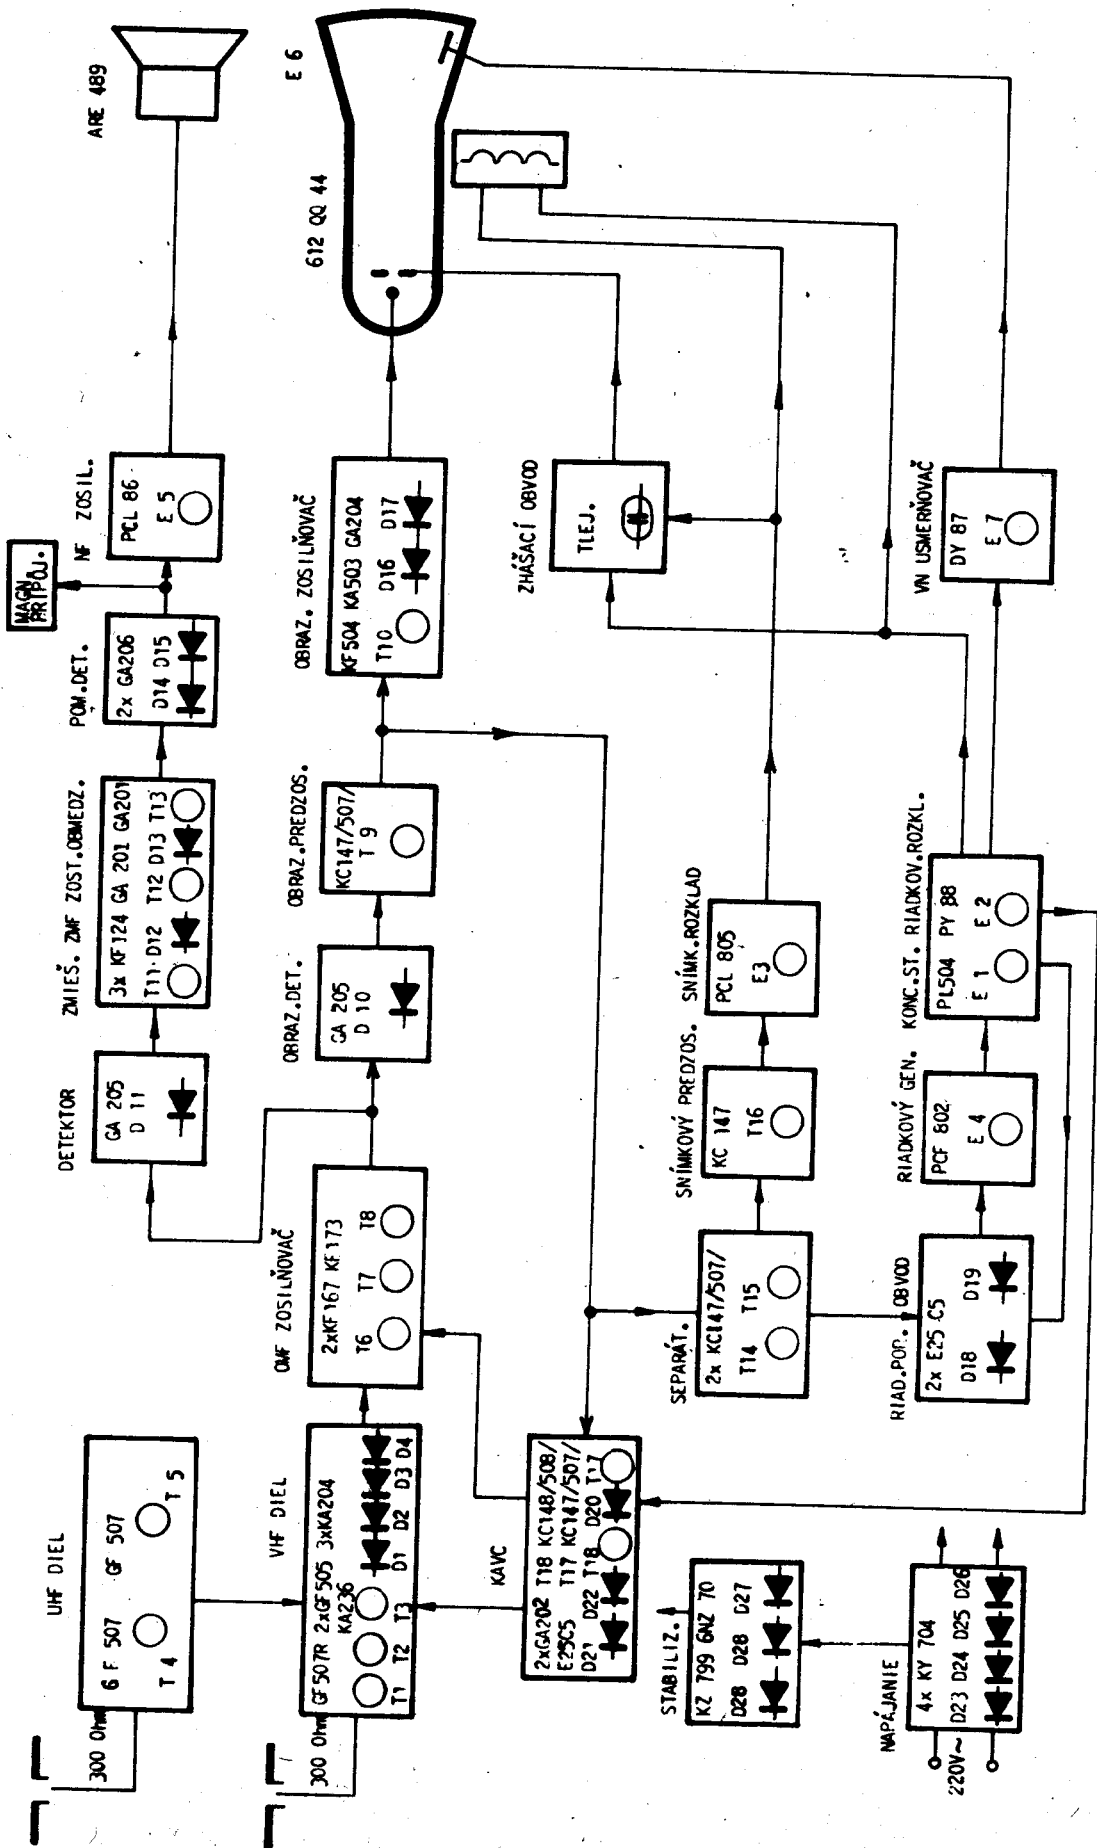 UHF DIEL
6 F 507 GF 507
T 4 T 5
300 Ohm
VHF DIEL
GF507R 2xGF505 3xKA204
KA236
T1 T2 T3 D1 D2 D3 D4
300 Ohm
OMF ZOSILŇOVAČ
2xKF167 KF173
T6 T7 T8
DETEKTOR
GA 205
D 11
ZMIEŠ. ZMF ZOST.OBMEDZ.
3x KF124 GA 201 GA201
T11 D12 T12 D13 T13
POM.DET.
2x GA206
D14 D15
MAGN.
PRIPOJ.
NF ZOSIL.
PCL 86
E 5
ARE 489
OBRAZ.DET.
GA 205
D 10
OBRAZ.PREDZOS.
KC147/507/
T 9
OBRAZ. ZOSILŇOVAČ
KF504 KA503 GA204
T10 D16 D17
612 QQ 44
E 6
ZHÁŠACÍ OBVOD
TLEJ.
KAVC
2xGA202 T18 KC148/508/
E25C5 T17 KC147/507/
D21 D22 T18 D20 T17
SEPARÁT.
2x KC147/507/
T14 T15
SNÍMKOVÝ PREDZOS.
KC 147
T16
SNÍMK.ROZKLAD
PCL 805
E3
RIAD.POR. OBVOD
2x E25 C5
D18 D19
RIADKOVÝ GEN.
PCF 802
E 4
KONC.ST. RIADKOV.ROZKL.
PL504 PY 88
E 1 E 2
VN USMERŇOVAČ
DY 87
E 7
STABILIZ.
KZ 799 6NZ 70
D28 D28 D27
NAPÁJANIE
4x KY 704
D23 D24 D25 D26
220V~